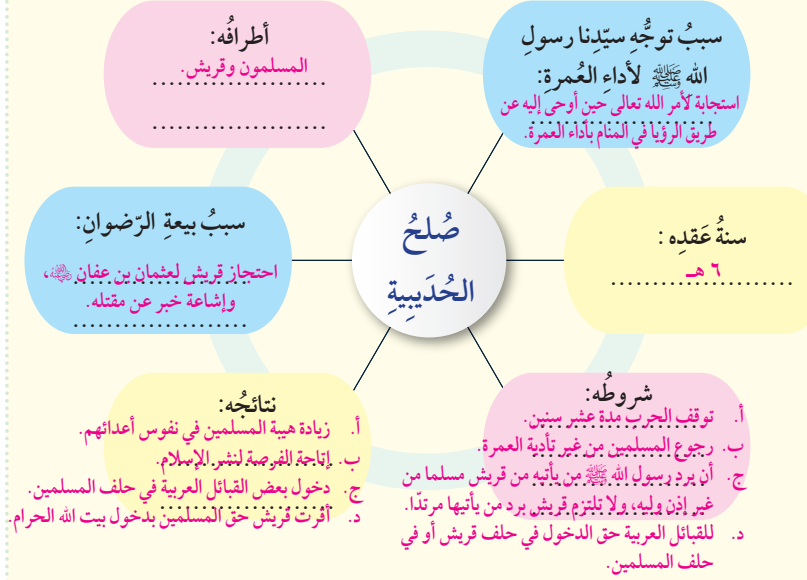 سببُ توجُّهِ سيّدِنا رسولِ
اللهِ ﷺ لأداءِ العُمرةِ:
استجابة لأمر الله تعالى حين أوحى إليه عن
طريق الرؤيا في المنام بأداء العمرة.
أطرافُه:
المسلمون وقريش.
سنةُ عَقدِه:
٦ هـ
صُلحُ
الحُدَيبِيةِ
سببُ بيعةِ الرّضوانِ:
احتجاز قريش لعثمان بن عفان رضي الله عنه،
وإشاعة خبر عن مقتله.
شروطُه:
أ. توقف الحرب مدة عشر سنين.
ب. رجوع المسلمين من غير تأدية العمرة.
ج. أن يرد رسول الله ﷺ من يأتيه من قريش مسلما من
غير إذن وليه، ولا تلتزم قريش برد من يأتيها مرتدًّا.
د. للقبائل العربية حق الدخول في حلف قريش أو في
حلف المسلمين.
نتائجُه:
أ. زيادة هيبة المسلمين في نفوس أعدائهم.
ب. إتاحة الفرصة لنشر الإسلام.
ج. دخول بعض القبائل العربية في حلف المسلمين.
د. أقرت قريش حق المسلمين بدخول بيت الله الحرام.